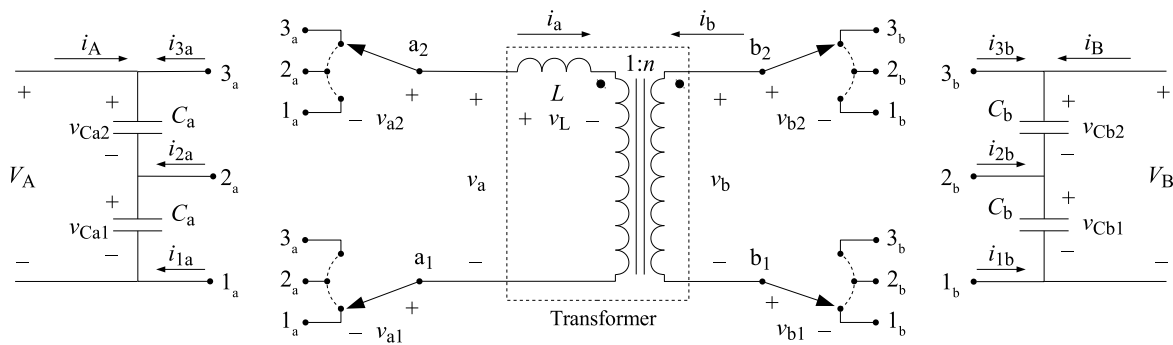 i_A
i_3a
3_a
+
+
v_Ca2
C_a
−
i_2a
2_a
V_A
+
v_Ca1
C_a
−
−
i_1a
1_a
3_a
2_a
1_a
a_2
+
− v_a2
3_a
2_a
1_a
a_1
+
− v_a1
i_a
i_b
+
1:n
L
+ v_L −
v_a
−
Transformer
+
v_b
−
b_2
+
v_b2 −
3_b
2_b
1_b
b_1
+
v_b1 −
3_b
2_b
1_b
i_3b
i_B
3_b
+
+
C_b
v_Cb2
−
i_2b
2_b
V_B
+
C_b
v_Cb1
−
−
i_1b
1_b